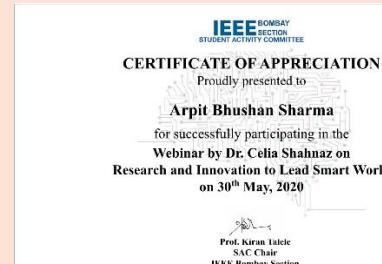 IEEE BOMBAY
SECTION
STUDENT ACTIVITY COMMITTEE
CERTIFICATE OF APPRECIATION
Proudly presented to
Arpit Bhushan Sharma
for successfully participating in the
Webinar by Dr. Celia Shahnaz on
Research and Innovation to Lead Smart Worl
on 30th May, 2020
Prof. Kiran Talele
SAC Chair
IEEE Bombay Section